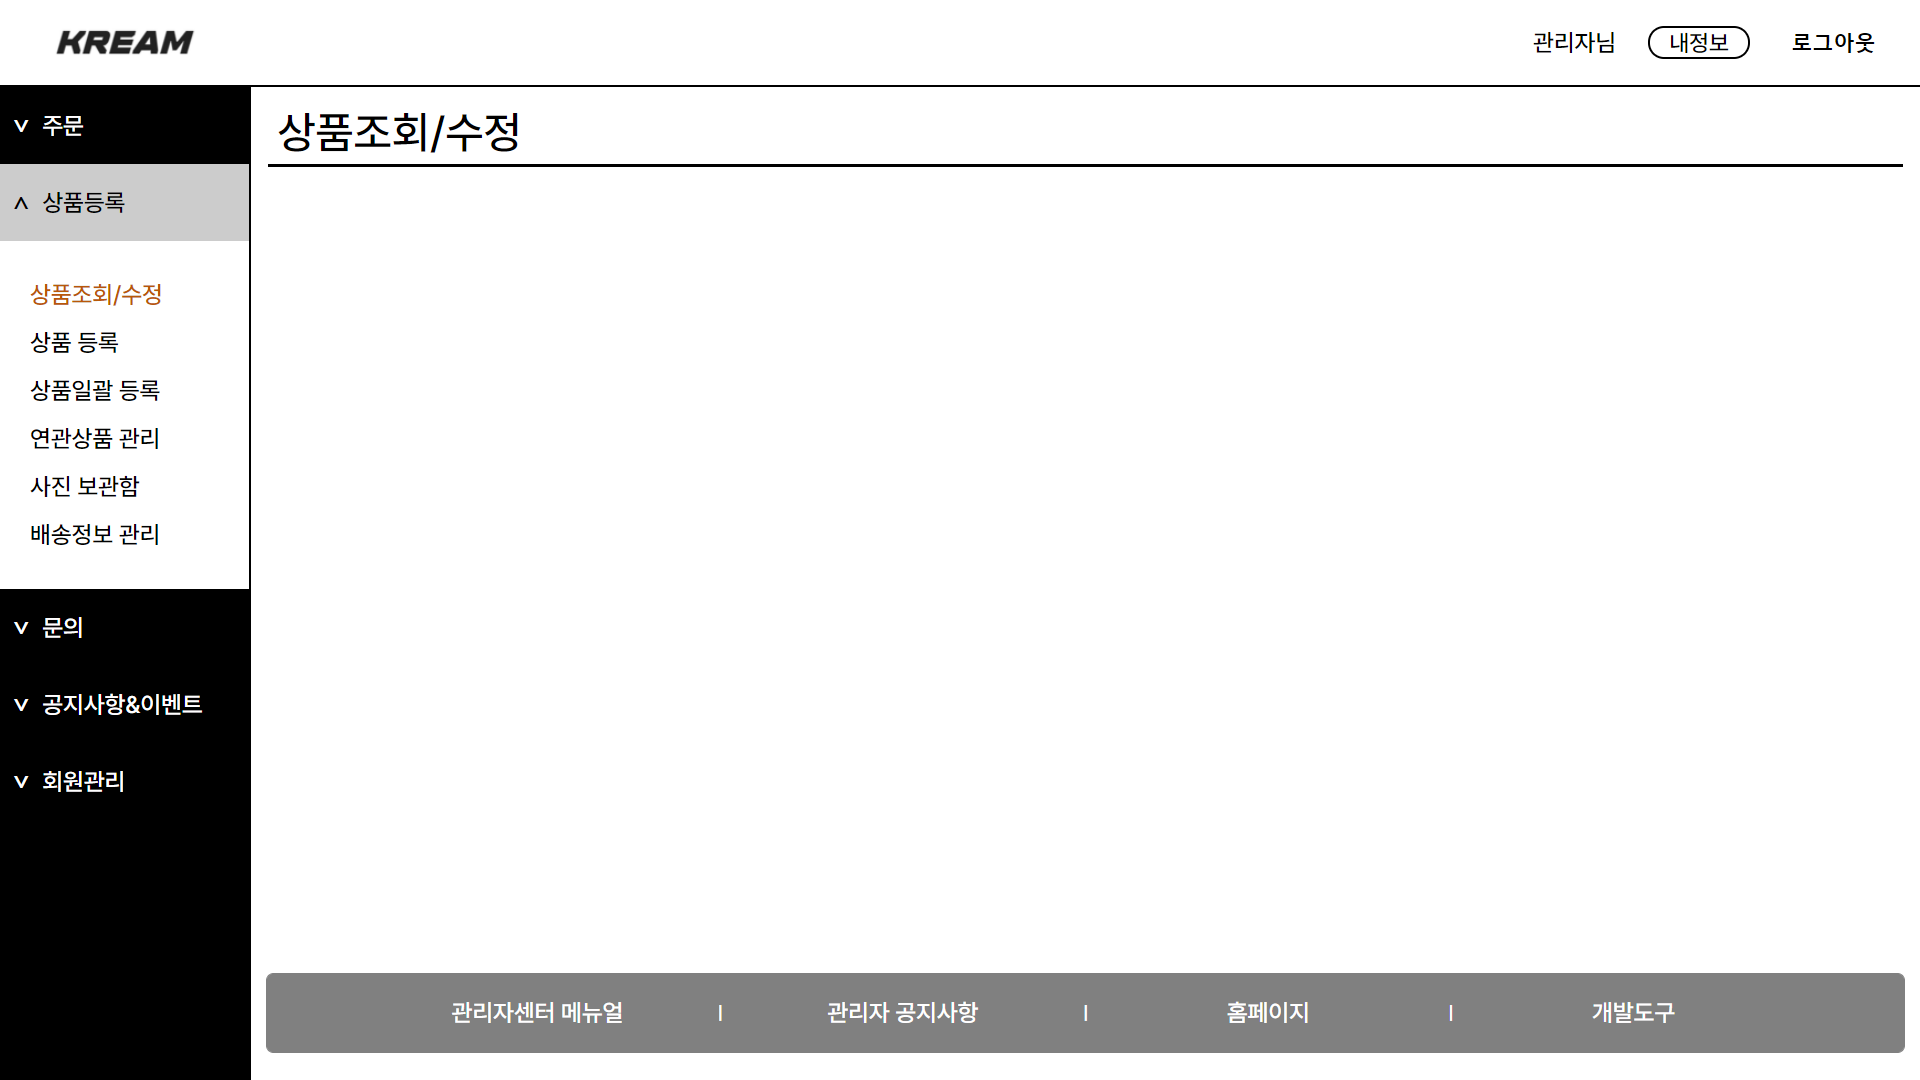 KREAM
관리자님 내정보 로그아웃
∨ 주문
∧ 상품등록
상품조회/수정
상품 등록
상품일괄 등록
연관상품 관리
사진 보관함
배송정보 관리
∨ 문의
∨ 공지사항&이벤트
∨ 회원관리
상품조회/수정
관리자센터 메뉴얼 | 관리자 공지사항 | 홈페이지 | 개발도구